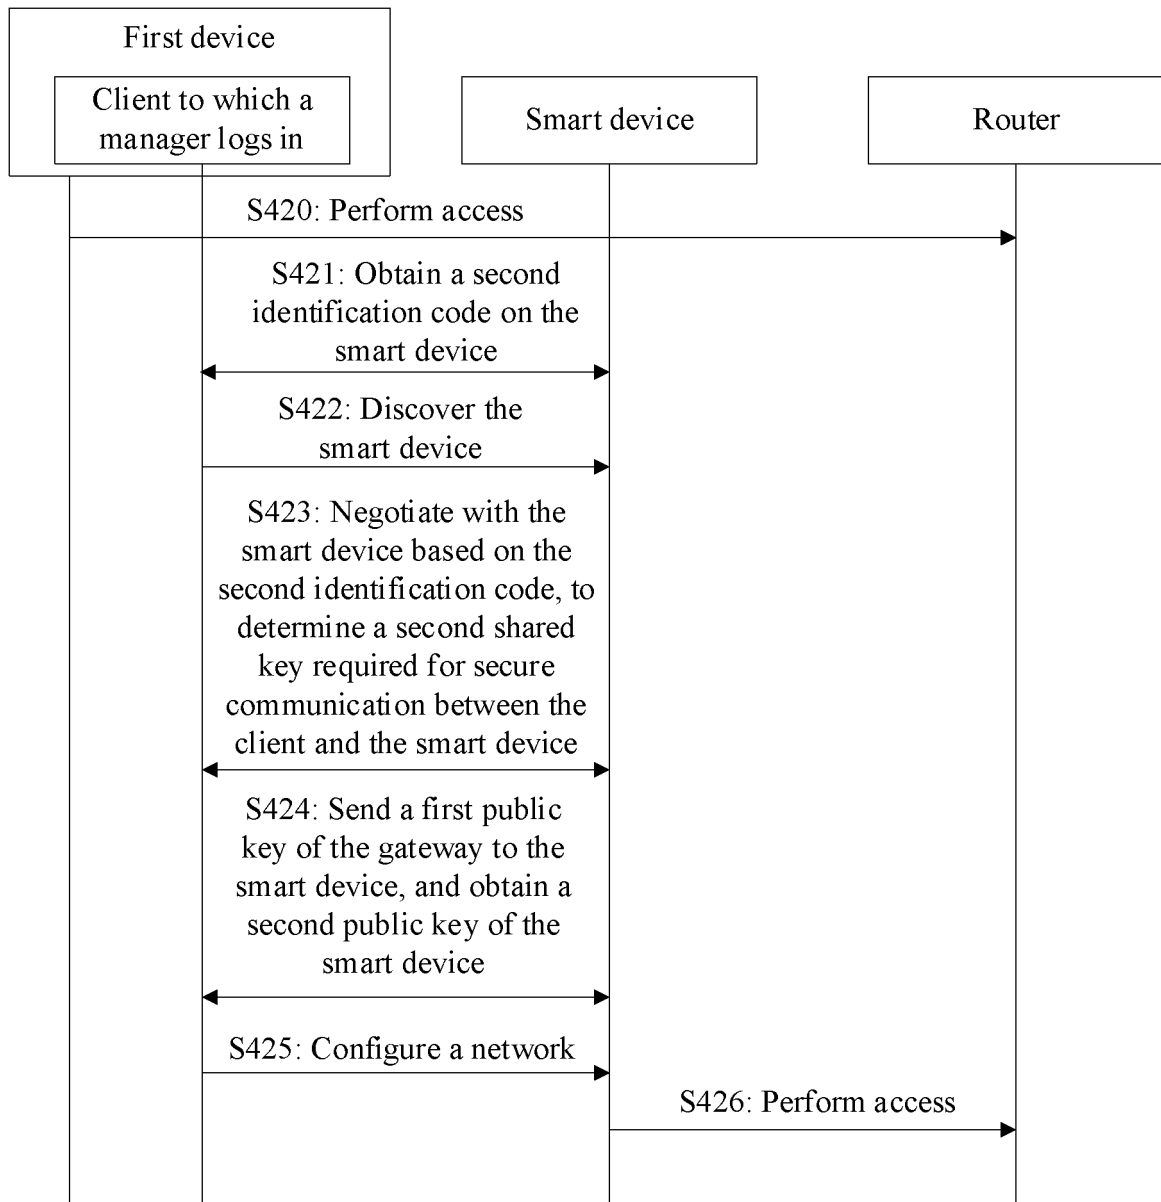 First device
Client to which a
manager logs in
Smart device
Router
S420: Perform access
S421: Obtain a second
identification code on the
smart device
S422: Discover the
smart device
S423: Negotiate with the
smart device based on the
second identification code, to
determine a second shared
key required for secure
communication between the
client and the smart device
S424: Send a first public
key of the gateway to the
smart device, and obtain a
second public key of the
smart device
S425: Configure a network
S426: Perform access